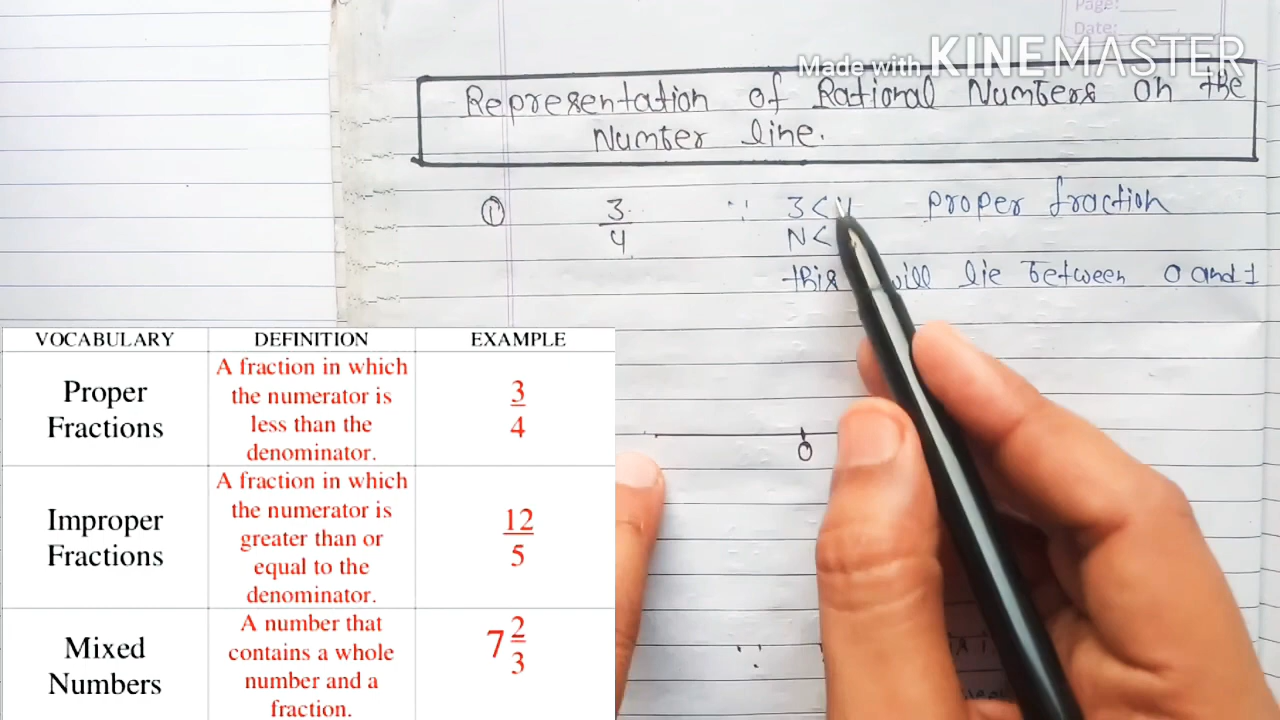 Page:
Date:
Made with KINEMASTER
Representation of Rational Numbers on the
Number line.
① 3/4 ∵ 3< proper fraction
N<
this will lie between 0 and 1
0
∵
VOCABULARY DEFINITION EXAMPLE
Proper Fractions
A fraction in which
the numerator is
less than the
denominator.
3/4
Improper Fractions
A fraction in which
the numerator is
greater than or
equal to the
denominator.
12/5
Mixed Numbers
A number that
contains a whole
number and a
fraction.
7 2/3